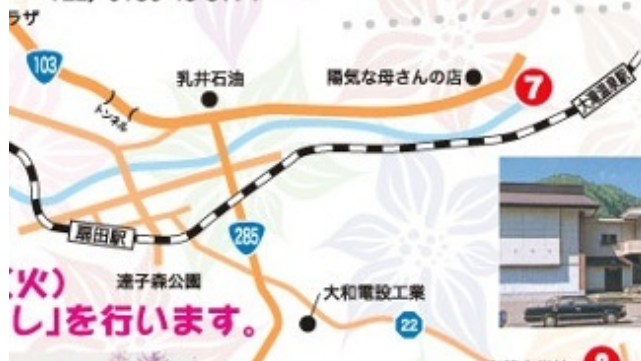 ラザ
103
トンネル
乳井石油
陽気な母さんの店
7
大滝温泉駅
扇田駅
285
達子森公園
(火)
し」を行います。
大和電設工業
22